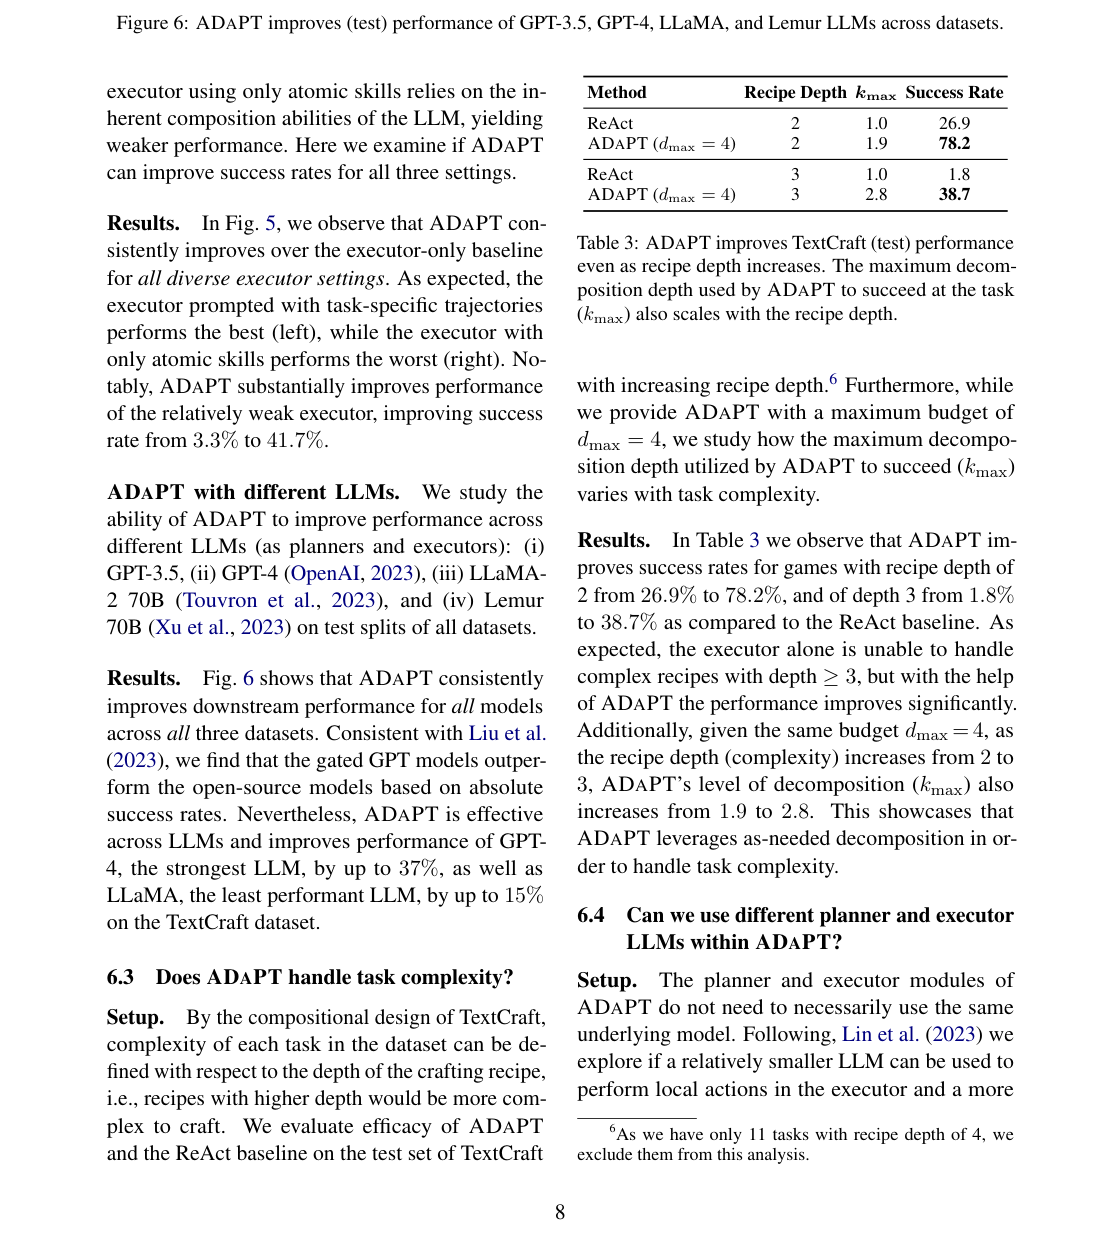 Figure 6: ADAPT improves (test) performance of GPT-3.5, GPT-4, LLaMA, and Lemur LLMs across datasets.
executor using only atomic skills relies on the in-
herent composition abilities of the LLM, yielding
weaker performance. Here we examine if ADAPT
can improve success rates for all three settings.
Results. In Fig. 5, we observe that ADAPT con-
sistently improves over the executor-only baseline
for all diverse executor settings. As expected, the
executor prompted with task-specific trajectories
performs the best (left), while the executor with
only atomic skills performs the worst (right). No-
tably, ADAPT substantially improves performance
of the relatively weak executor, improving success
rate from 3.3% to 41.7%.
ADAPT with different LLMs. We study the
ability of ADAPT to improve performance across
different LLMs (as planners and executors): (i)
GPT-3.5, (ii) GPT-4 (OpenAI, 2023), (iii) LLaMA-
2 70B (Touvron et al., 2023), and (iv) Lemur
70B (Xu et al., 2023) on test splits of all datasets.
Results. Fig. 6 shows that ADAPT consistently
improves downstream performance for all models
across all three datasets. Consistent with Liu et al.
(2023), we find that the gated GPT models outper-
form the open-source models based on absolute
success rates. Nevertheless, ADAPT is effective
across LLMs and improves performance of GPT-
4, the strongest LLM, by up to 37%, as well as
LLaMA, the least performant LLM, by up to 15%
on the TextCraft dataset.
6.3 Does ADAPT handle task complexity?
Setup. By the compositional design of TextCraft,
complexity of each task in the dataset can be de-
fined with respect to the depth of the crafting recipe,
i.e., recipes with higher depth would be more com-
plex to craft. We evaluate efficacy of ADAPT
and the ReAct baseline on the test set of TextCraft
Method Recipe Depth kmax Success Rate
ReAct 2 1.0 26.9
ADAPT (dmax = 4) 2 1.9 78.2
ReAct 3 1.0 1.8
ADAPT (dmax = 4) 3 2.8 38.7
Table 3: ADAPT improves TextCraft (test) performance
even as recipe depth increases. The maximum decom-
position depth used by ADAPT to succeed at the task
(kmax) also scales with the recipe depth.
with increasing recipe depth.6 Furthermore, while
we provide ADAPT with a maximum budget of
dmax = 4, we study how the maximum decompo-
sition depth utilized by ADAPT to succeed (kmax)
varies with task complexity.
Results. In Table 3 we observe that ADAPT im-
proves success rates for games with recipe depth of
2 from 26.9% to 78.2%, and of depth 3 from 1.8%
to 38.7% as compared to the ReAct baseline. As
expected, the executor alone is unable to handle
complex recipes with depth ≥ 3, but with the help
of ADAPT the performance improves significantly.
Additionally, given the same budget dmax = 4, as
the recipe depth (complexity) increases from 2 to
3, ADAPT's level of decomposition (kmax) also
increases from 1.9 to 2.8. This showcases that
ADAPT leverages as-needed decomposition in or-
der to handle task complexity.
6.4 Can we use different planner and executor
LLMs within ADAPT?
Setup. The planner and executor modules of
ADAPT do not need to necessarily use the same
underlying model. Following, Lin et al. (2023) we
explore if a relatively smaller LLM can be used to
perform local actions in the executor and a more
6As we have only 11 tasks with recipe depth of 4, we
exclude them from this analysis.
8